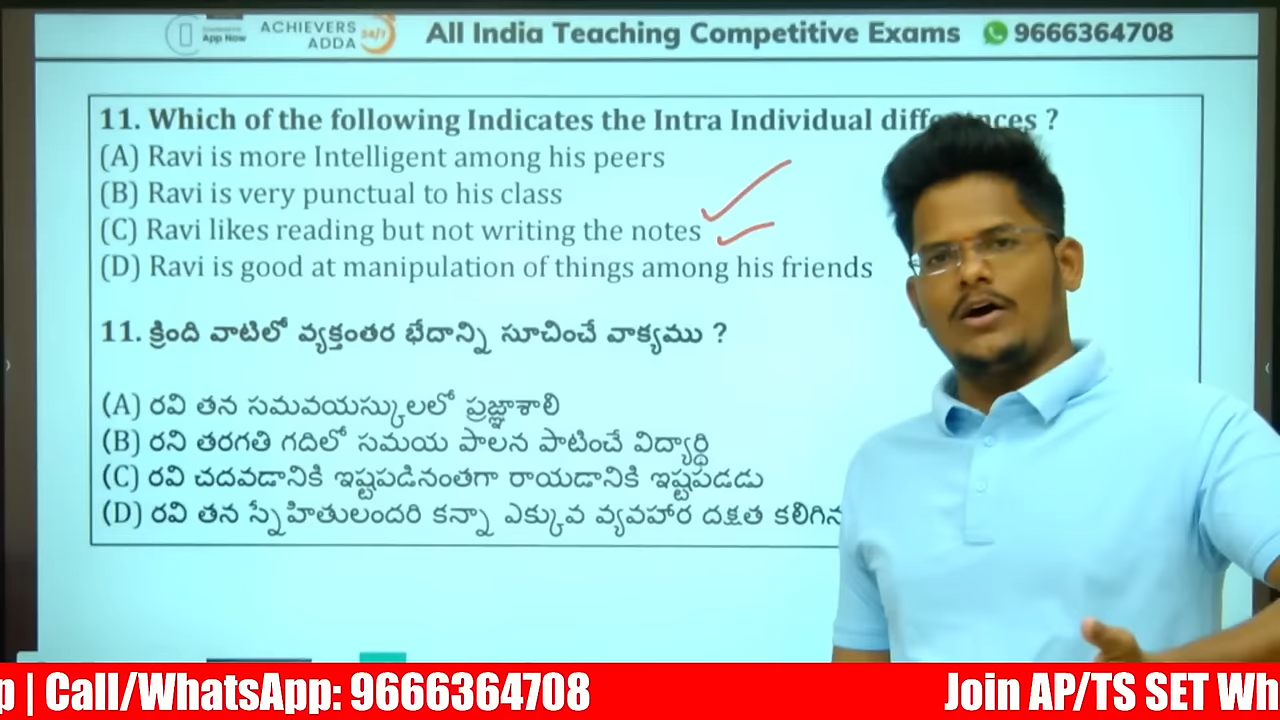 App Now
ACHIEVERS
ADDA 24/7
All India Teaching Competitive Exams 9666364708
11. Which of the following Indicates the Intra Individual differences ?
(A) Ravi is more Intelligent among his peers
(B) Ravi is very punctual to his class
(C) Ravi likes reading but not writing the notes
(D) Ravi is good at manipulation of things among his friends
11. క్రింది వాటిలో వ్యక్తంతర భేదాన్ని సూచించే వాక్యము ?
(A) రవి తన సమవయస్కులలో ప్రజ్ఞాశాలి
(B) రని తరగతి గదిలో సమయ పాలన పాటించే విద్యార్థి
(C) రవి చదవడానికి ఇష్టపడినంతగా రాయడానికి ఇష్టపడడు
(D) రవి తన స్నేహితులందరి కన్నా ఎక్కువ వ్యవహార దక్షత కలిగిన
p | Call/WhatsApp: 9666364708
Join AP/TS SET Wh